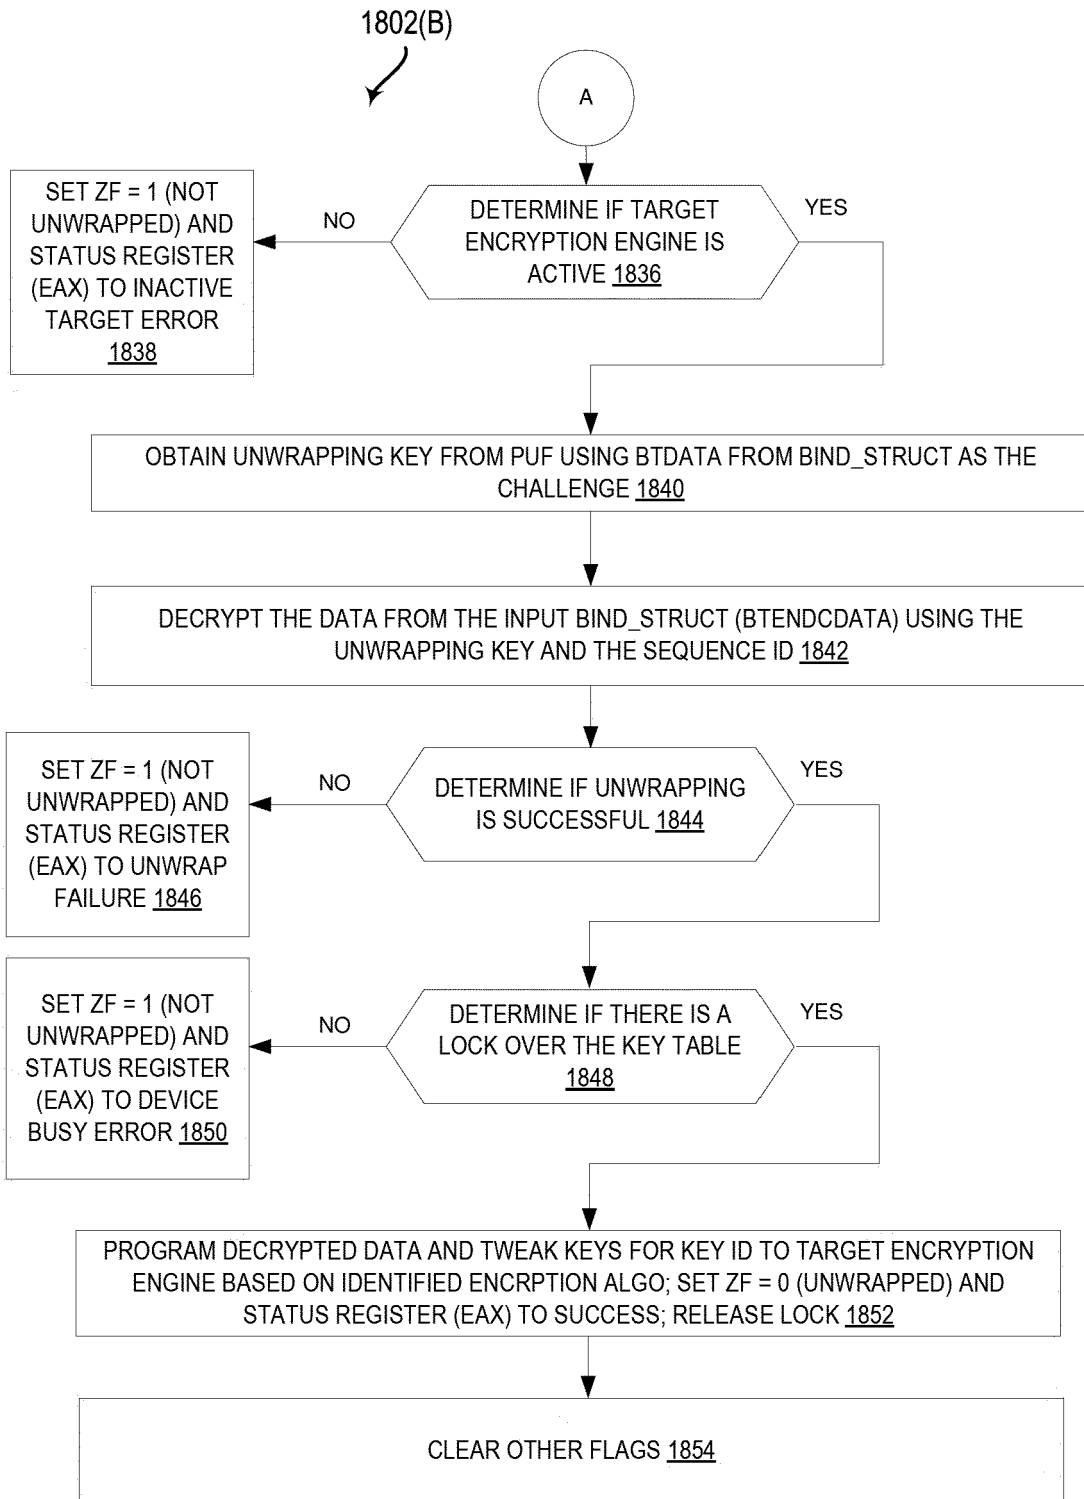 1802(B)
A
DETERMINE IF TARGET
ENCRYPTION ENGINE IS
ACTIVE 1836
NO
YES
SET ZF = 1 (NOT
UNWRAPPED) AND
STATUS REGISTER
(EAX) TO INACTIVE
TARGET ERROR
1838
OBTAIN UNWRAPPING KEY FROM PUF USING BTDATA FROM BIND_STRUCT AS THE
CHALLENGE 1840
DECRYPT THE DATA FROM THE INPUT BIND_STRUCT (BTENDCDATA) USING THE
UNWRAPPING KEY AND THE SEQUENCE ID 1842
DETERMINE IF UNWRAPPING
IS SUCCESSFUL 1844
NO
YES
SET ZF = 1 (NOT
UNWRAPPED) AND
STATUS REGISTER
(EAX) TO UNWRAP
FAILURE 1846
DETERMINE IF THERE IS A
LOCK OVER THE KEY TABLE
1848
NO
YES
SET ZF = 1 (NOT
UNWRAPPED) AND
STATUS REGISTER
(EAX) TO DEVICE
BUSY ERROR 1850
PROGRAM DECRYPTED DATA AND TWEAK KEYS FOR KEY ID TO TARGET ENCRYPTION
ENGINE BASED ON IDENTIFIED ENCRPTION ALGO; SET ZF = 0 (UNWRAPPED) AND
STATUS REGISTER (EAX) TO SUCCESS; RELEASE LOCK 1852
CLEAR OTHER FLAGS 1854